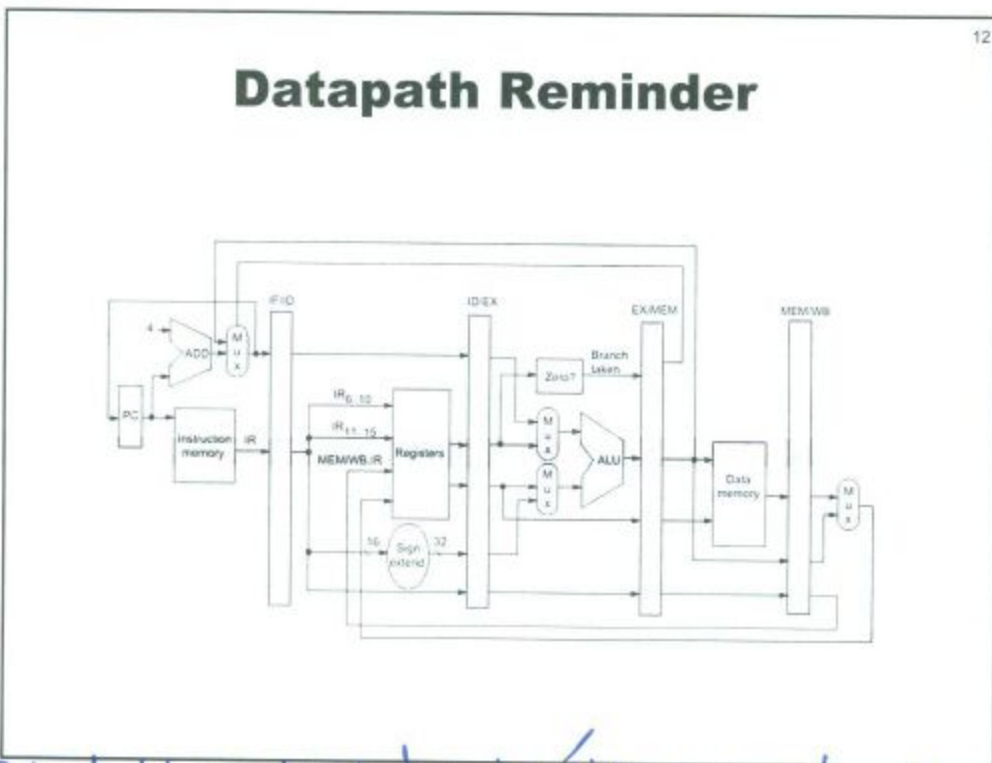 12
Datapath Reminder
IF/ID
ID/EX
EX/MEM
MEM/WB
4
ADD
M
u
x
PC
Instruction
memory
IR
IR6..10
IR11..15
MEM/WB.IR
Registers
16
Sign
extend
32
Zero?
Branch
taken
M
u
x
M
u
x
ALU
Data
memory
M
u
x